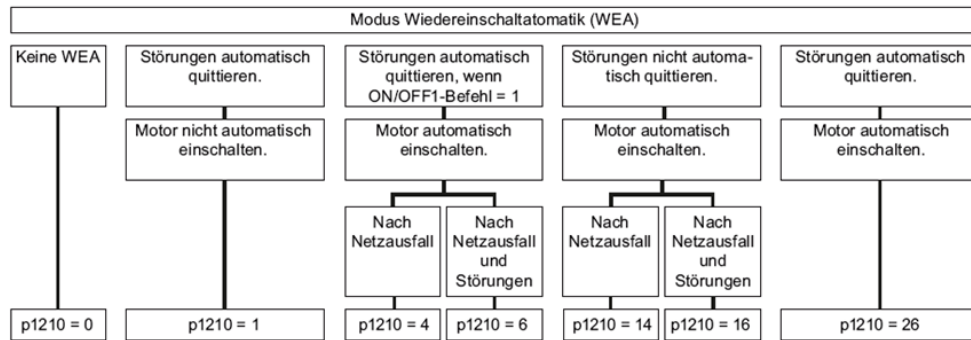 Modus Wiedereinschaltatomatik (WEA)
Keine WEA
Störungen automatisch
quittieren.
Störungen automatisch
quittieren, wenn
ON/OFF1-Befehl = 1
Störungen nicht automa-
tisch quittieren.
Störungen automatisch
quittieren.
Motor nicht automatisch
einschalten.
Motor automatisch
einschalten.
Motor automatisch
einschalten.
Motor automatisch
einschalten.
Nach
Netzausfall
Nach
Netzausfall
und
Störungen
Nach
Netzausfall
Nach
Netzausfall
und
Störungen
p1210 = 0
p1210 = 1
p1210 = 4
p1210 = 6
p1210 = 14
p1210 = 16
p1210 = 26